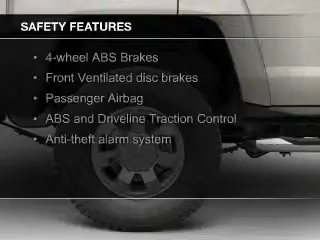 SAFETY FEATURES
• 4-wheel ABS Brakes
• Front Ventilated disc brakes
• Passenger Airbag
• ABS and Driveline Traction Control
• Anti-theft alarm system